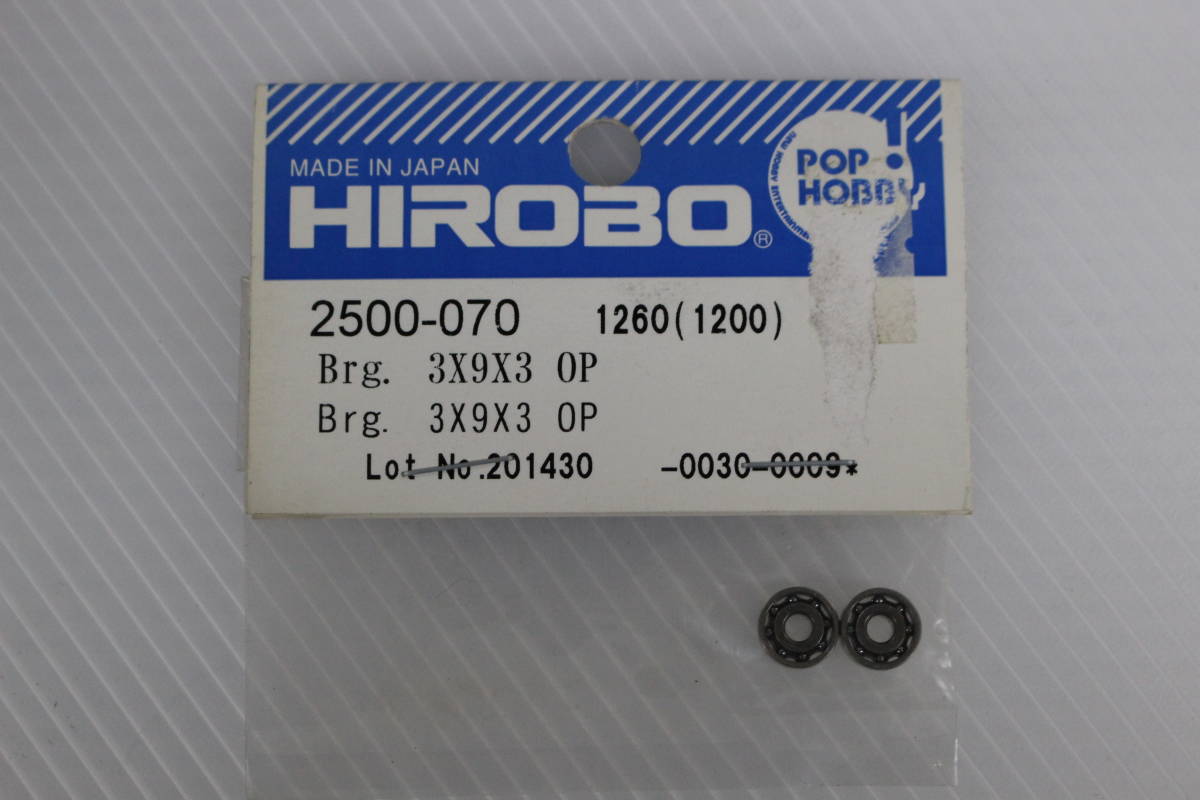 MADE IN JAPAN
HIROBO®
POP!
HOBBY
2500-070 1260(1200)
Brg. 3X9X3 OP
Brg. 3X9X3 OP
Lot No.201430 -0030-0009*